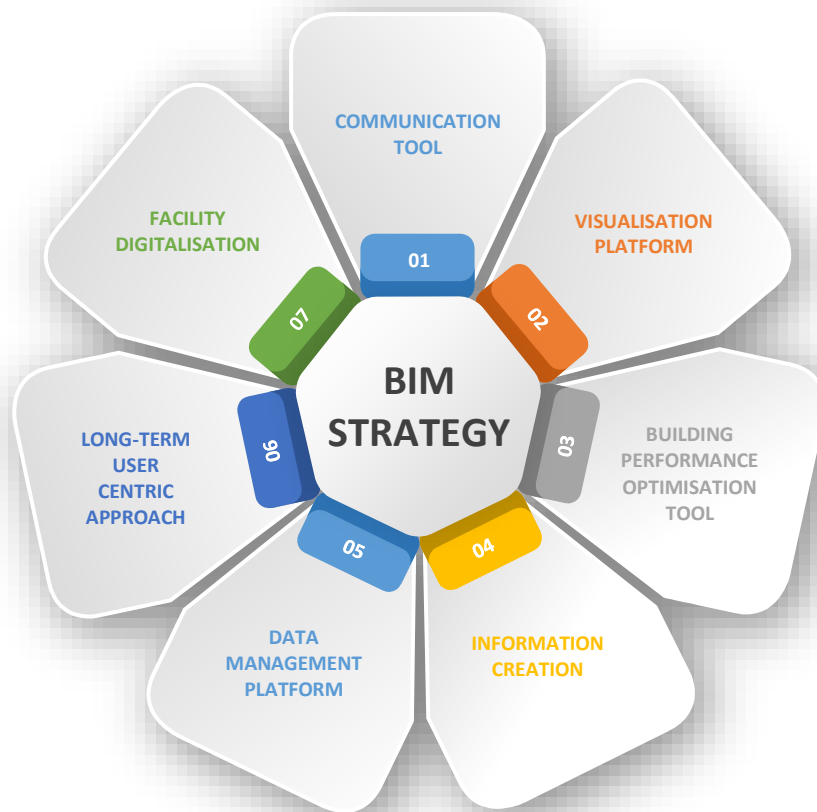 COMMUNICATION
TOOL
01
VISUALISATION
PLATFORM
02
BUILDING
PERFORMANCE
OPTIMISATION
TOOL
03
INFORMATION
CREATION
04
DATA
MANAGEMENT
PLATFORM
05
LONG-TERM
USER
CENTRIC
APPROACH
06
FACILITY
DIGITALISATION
07
BIM
STRATEGY